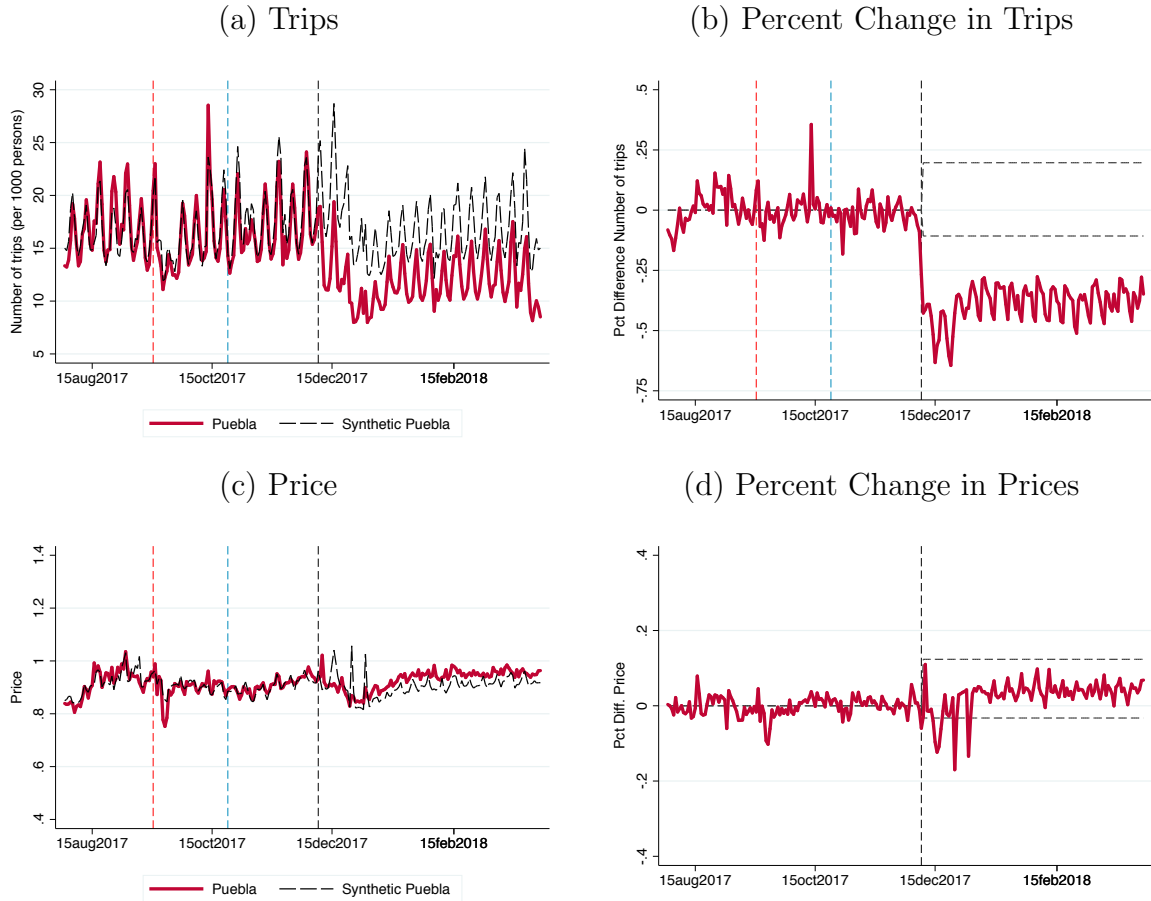 (a) Trips
Number of trips (per 1000 persons)
30
25
20
15
10
5
15aug2017 15oct2017 15dec2017 15feb2018
Puebla Synthetic Puebla
(b) Percent Change in Trips
Pct Difference Number of trips
.5
.25
0
-.25
-.5
-.75
15aug2017 15oct2017 15dec2017 15feb2018
(c) Price
Price
1.4
1.2
1
.8
.6
.4
15aug2017 15oct2017 15dec2017 15feb2018
Puebla Synthetic Puebla
(d) Percent Change in Prices
Pct Diff. Price
.4
.2
0
-.2
-.4
15aug2017 15oct2017 15dec2017 15feb2018